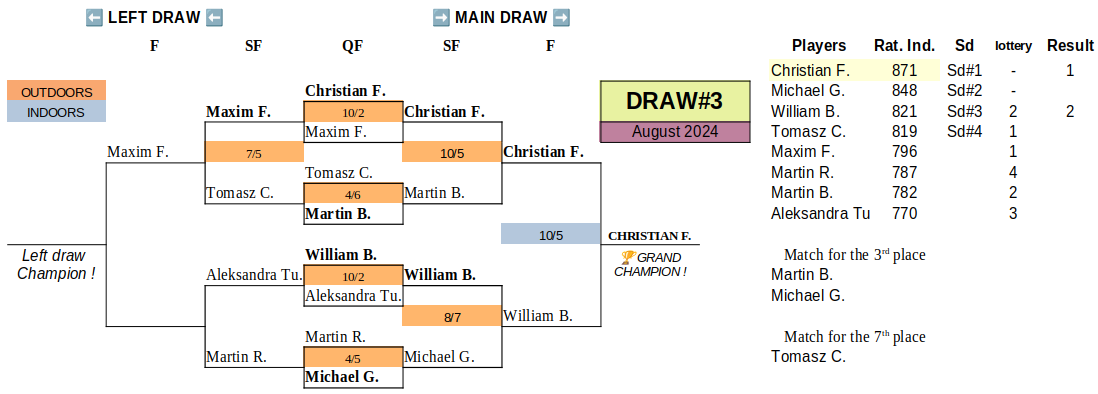 ⬅️ LEFT DRAW ⬅️ ➡️ MAIN DRAW ➡️
F SF QF SF F
Players Rat. Ind. Sd lottery Result
Christian F. 871 Sd#1 - 1
Michael G. 848 Sd#2 -
William B. 821 Sd#3 2 2
Tomasz C. 819 Sd#4 1
Maxim F. 796 1
Martin R. 787 4
Martin B. 782 2
Aleksandra Tu 770 3
OUTDOORS
INDOORS
DRAW#3
August 2024
Christian F.
Maxim F. 10/2 Christian F.
Maxim F.
Maxim F. 7/5 10/5 Christian F.
Tomasz C.
Tomasz C. 4/6 Martin B.
Martin B.
10/5 CHRISTIAN F.
Left draw
Champion !
🏆GRAND
CHAMPION !
William B.
Aleksandra Tu. 10/2 William B.
Aleksandra Tu.
8/7 William B.
Martin R.
Martin R. 4/5 Michael G.
Michael G.
Match for the 3rd place
Martin B.
Michael G.
Match for the 7th place
Tomasz C.